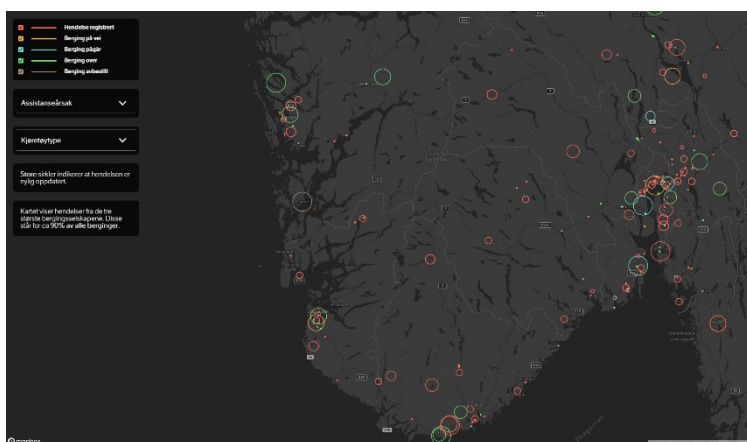 Hendelse registrert
Berging på vei
Berging pågår
Berging over
Berging avbestilt
Assistanseårsak
Kjøretøytype
Store sirkler indikerer at hendelsen er
nylig oppdatert.
Kartet viser hendelser fra de tre
største bergingsselskapene. Disse
står for ca 90% av alle berginger.
mapbox